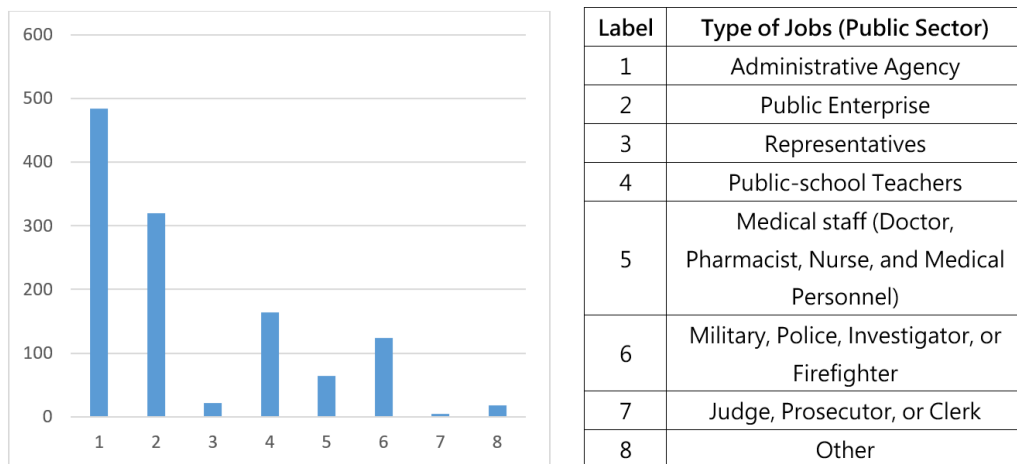 600
500
400
300
200
100
0
1 2 3 4 5 6 7 8
Label Type of Jobs (Public Sector)
1 Administrative Agency
2 Public Enterprise
3 Representatives
4 Public-school Teachers
5 Medical staff (Doctor,
Pharmacist, Nurse, and Medical
Personnel)
6 Military, Police, Investigator, or
Firefighter
7 Judge, Prosecutor, or Clerk
8 Other